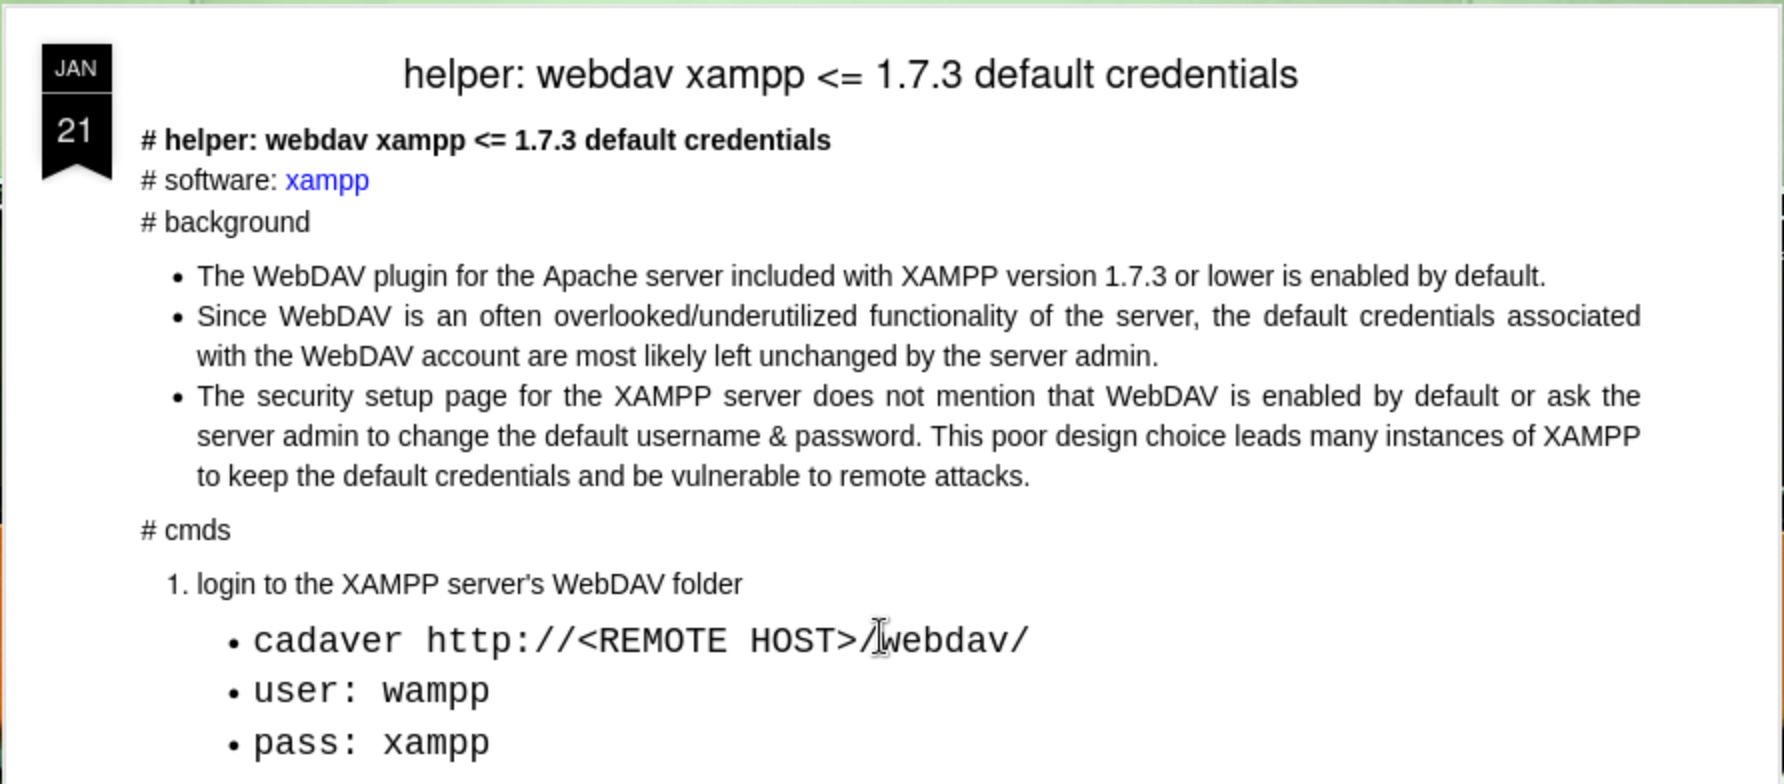 JAN
21
helper: webdav xampp <= 1.7.3 default credentials
# helper: webdav xampp <= 1.7.3 default credentials
# software: xampp
# background
• The WebDAV plugin for the Apache server included with XAMPP version 1.7.3 or lower is enabled by default.
• Since WebDAV is an often overlooked/underutilized functionality of the server, the default credentials associated
with the WebDAV account are most likely left unchanged by the server admin.
• The security setup page for the XAMPP server does not mention that WebDAV is enabled by default or ask the
server admin to change the default username & password. This poor design choice leads many instances of XAMPP
to keep the default credentials and be vulnerable to remote attacks.
# cmds
1. login to the XAMPP server's WebDAV folder
• cadaver http://<REMOTE HOST>/webdav/
• user: wampp
• pass: xampp